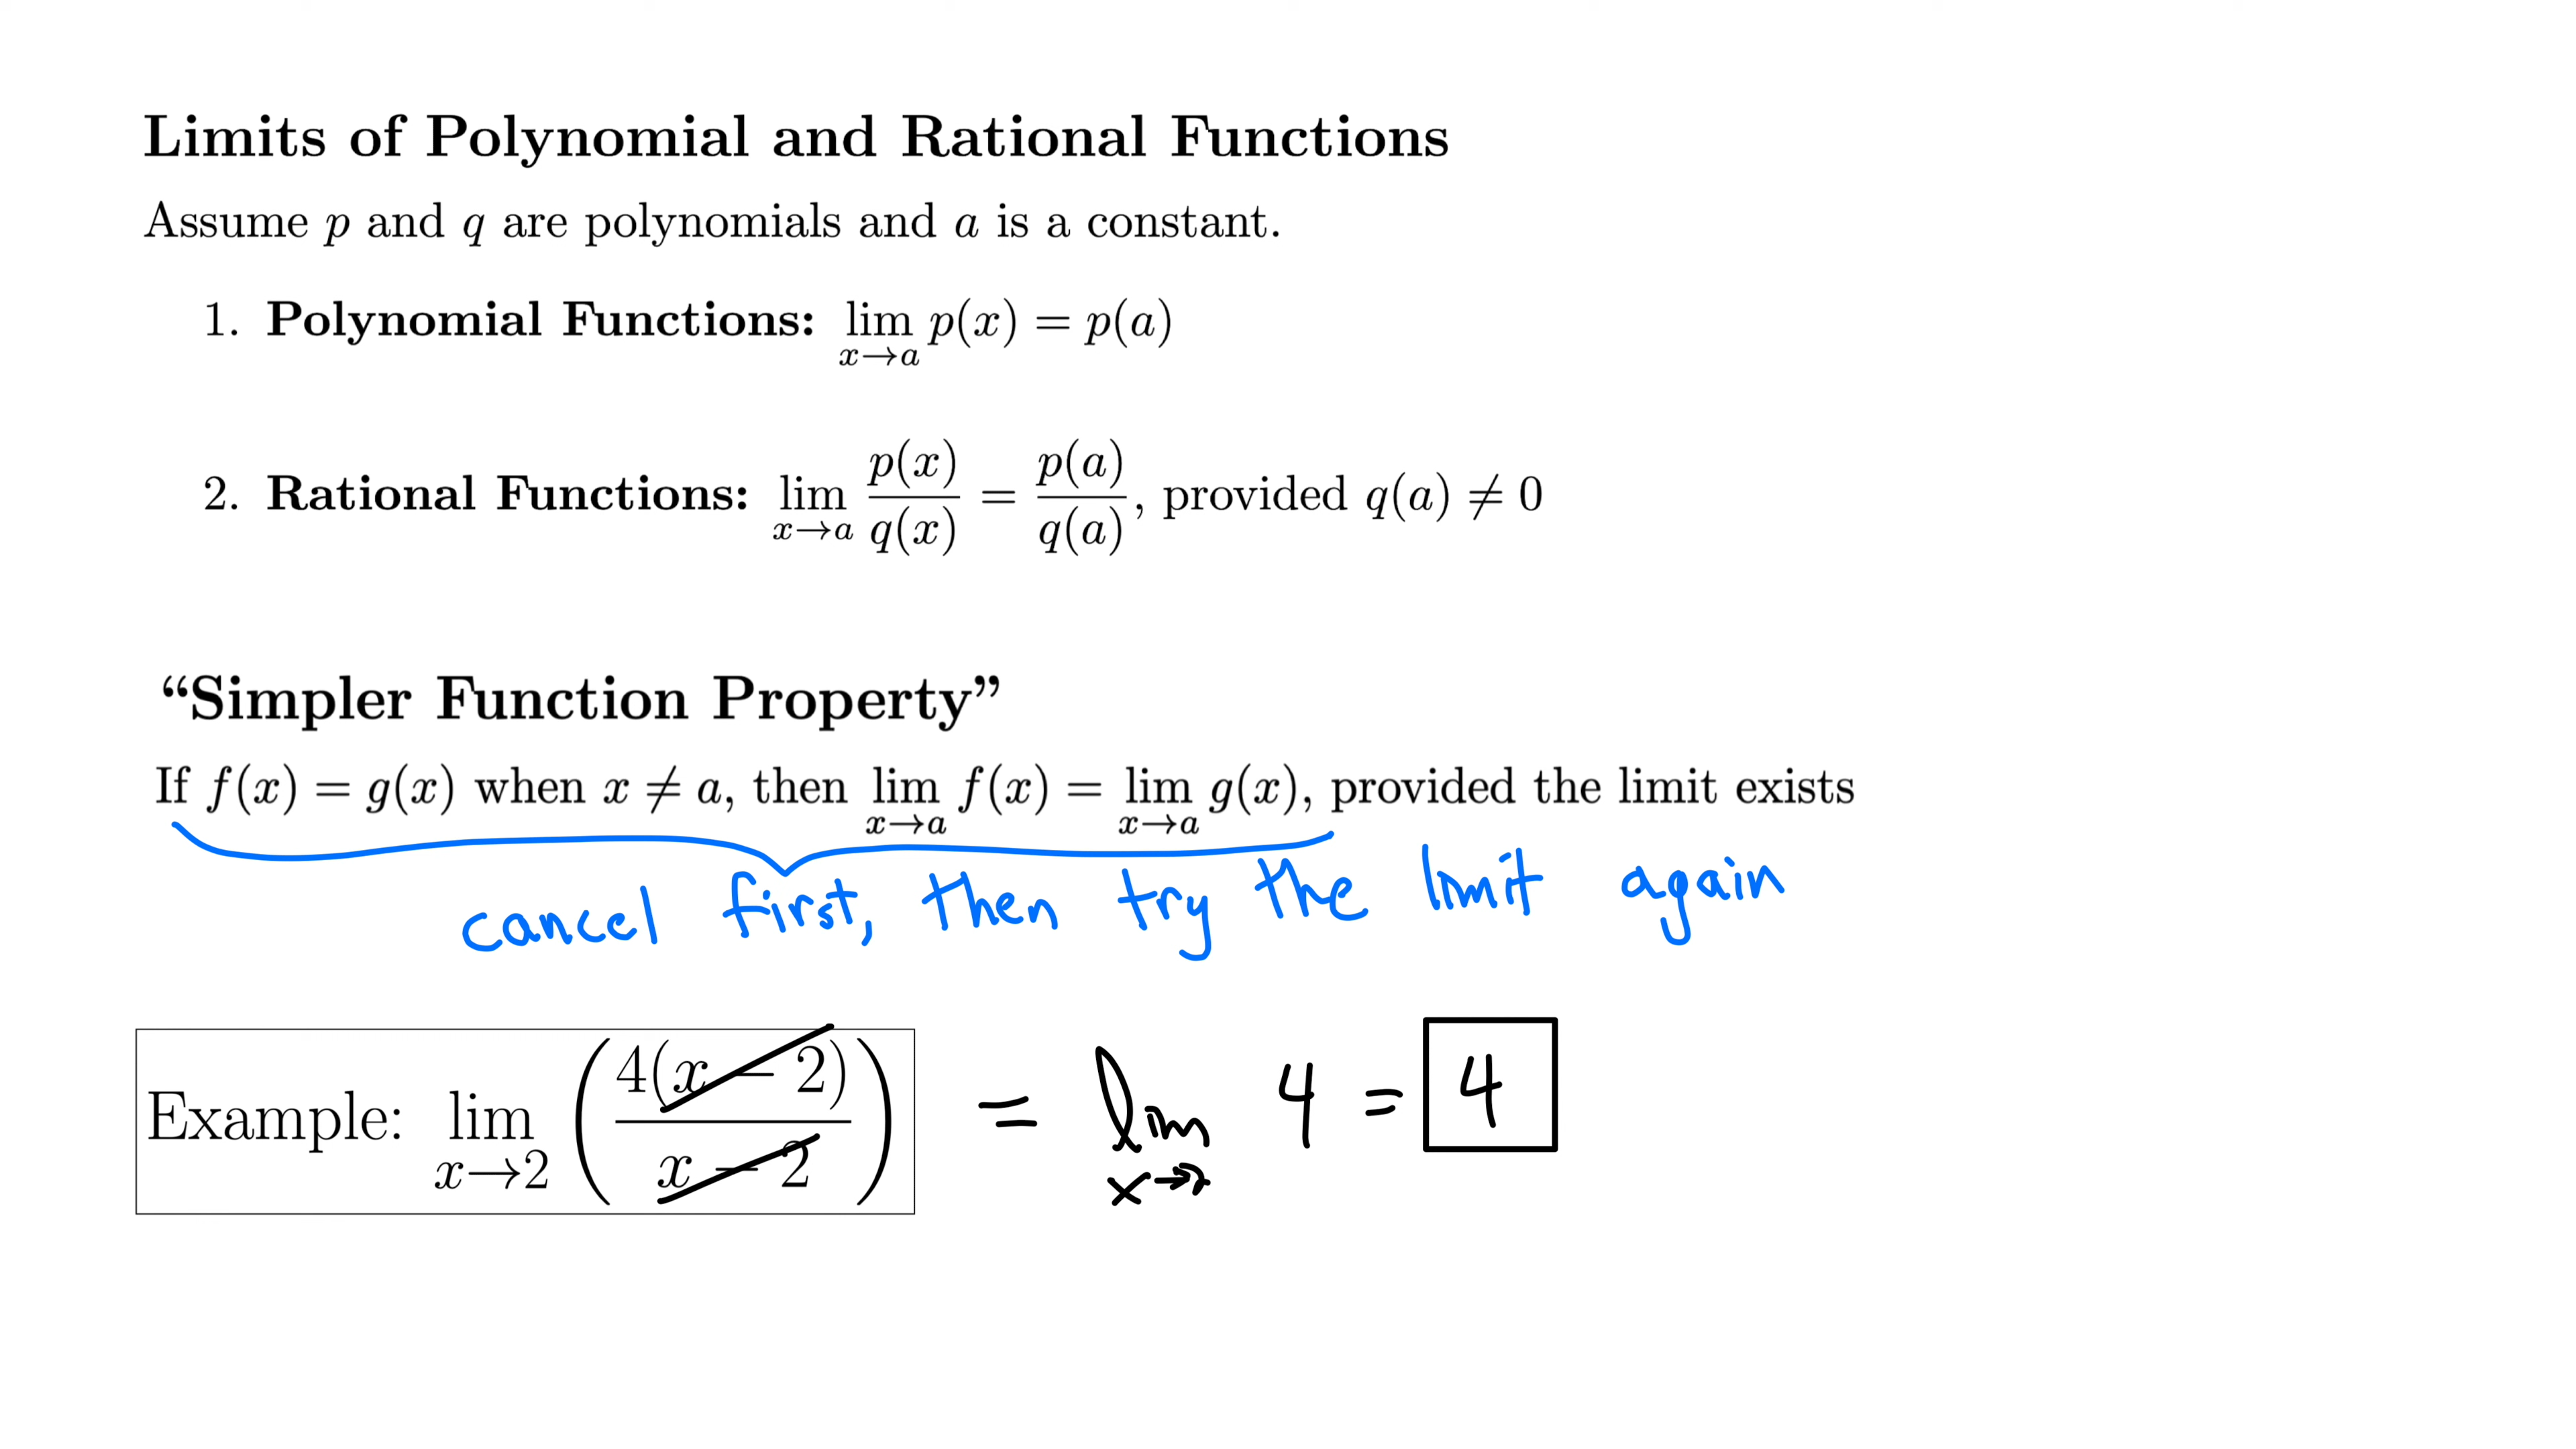 Limits of Polynomial and Rational Functions
Assume p and q are polynomials and a is a constant.
1. Polynomial Functions: lim_{x→a} p(x) = p(a)
2. Rational Functions: lim_{x→a} p(x)/q(x) = p(a)/q(a), provided q(a) ≠ 0
“Simpler Function Property”
If f(x) = g(x) when x ≠ a, then lim_{x→a} f(x) = lim_{x→a} g(x), provided the limit exists
cancel first, then try the limit again
Example: lim_{x→2} (4(x − 2)/(x − 2)) = lim_{x→2} 4 = 4